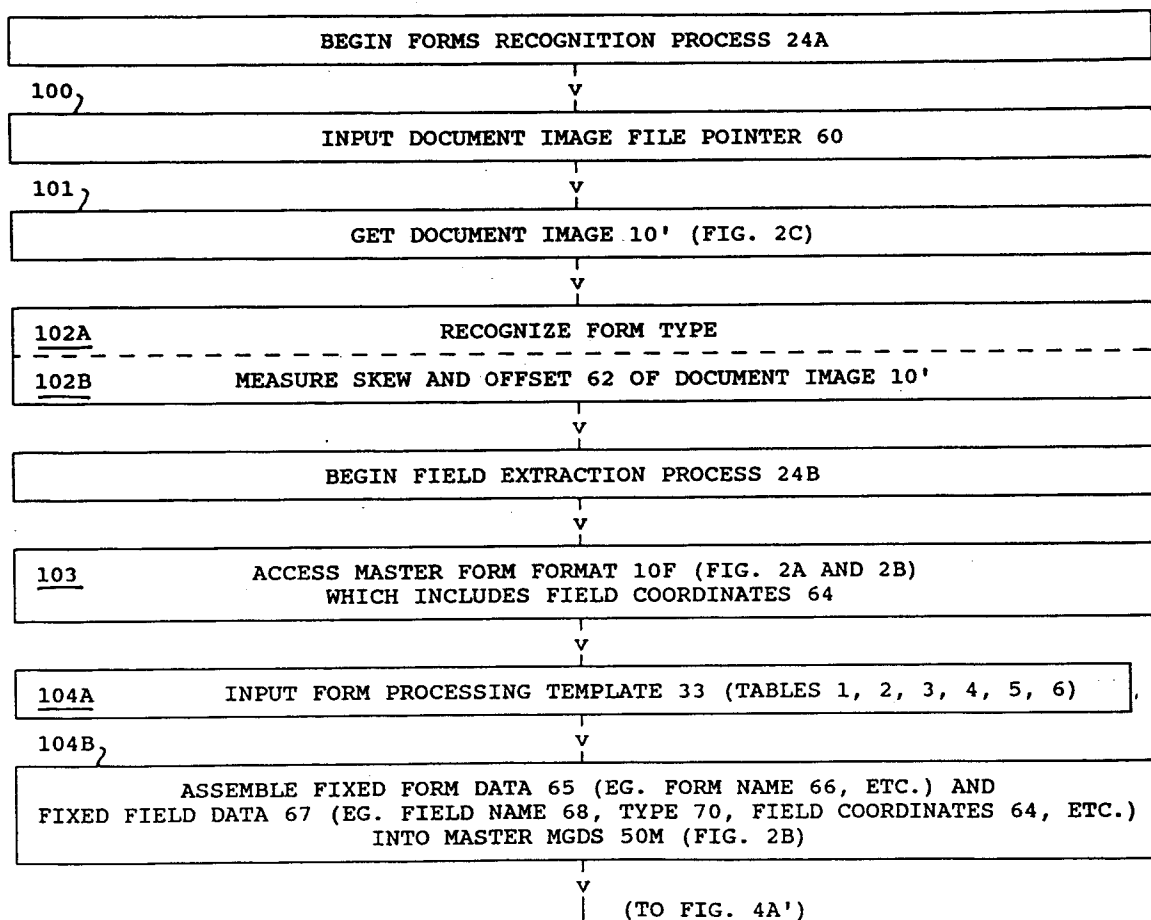 BEGIN FORMS RECOGNITION PROCESS 24A
v
100
INPUT DOCUMENT IMAGE FILE POINTER 60
v
101
GET DOCUMENT IMAGE 10' (FIG. 2C)
v
102A RECOGNIZE FORM TYPE
102B MEASURE SKEW AND OFFSET 62 OF DOCUMENT IMAGE 10'
v
BEGIN FIELD EXTRACTION PROCESS 24B
v
103 ACCESS MASTER FORM FORMAT 10F (FIG. 2A AND 2B)
WHICH INCLUDES FIELD COORDINATES 64
v
104A INPUT FORM PROCESSING TEMPLATE 33 (TABLES 1, 2, 3, 4, 5, 6)
v
104B
ASSEMBLE FIXED FORM DATA 65 (EG. FORM NAME 66, ETC.) AND
FIXED FIELD DATA 67 (EG. FIELD NAME 68, TYPE 70, FIELD COORDINATES 64, ETC.)
INTO MASTER MGDS 50M (FIG. 2B)
v
(TO FIG. 4A')